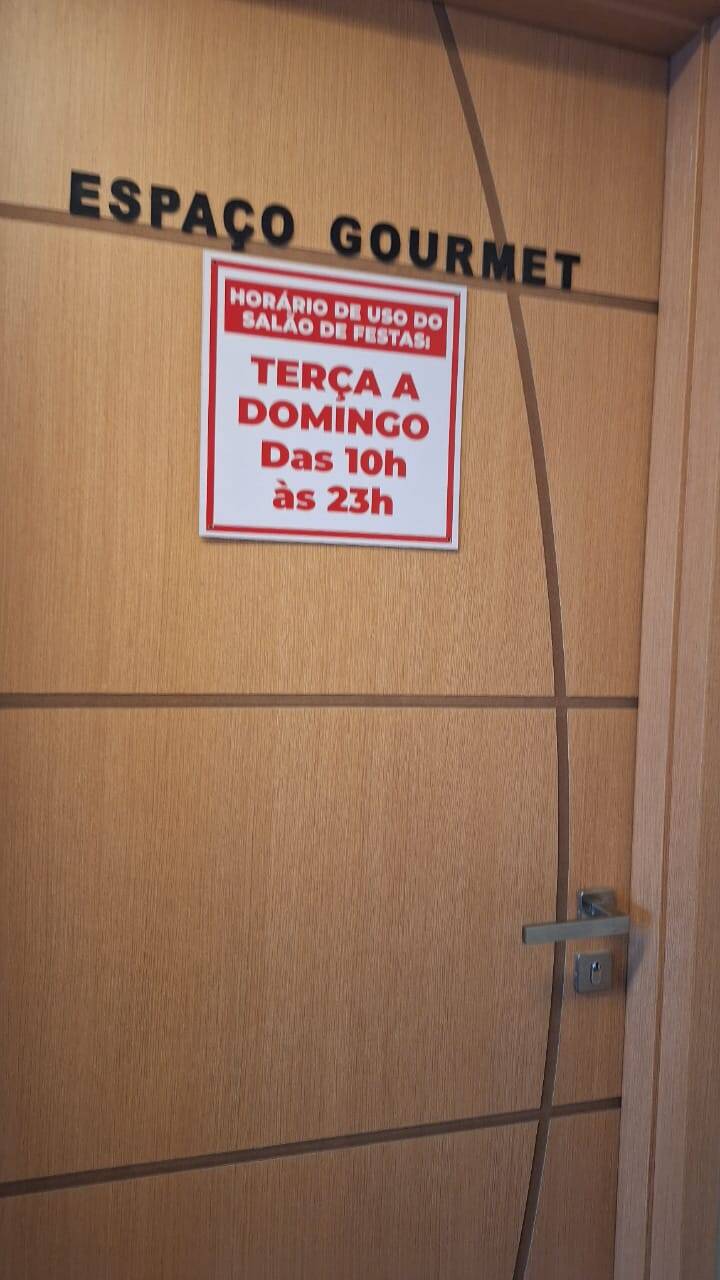 ESPAÇO GOURMET
HORÁRIO DE USO DO
SALÃO DE FESTAS:
TERÇA A
DOMINGO
Das 10h
às 23h